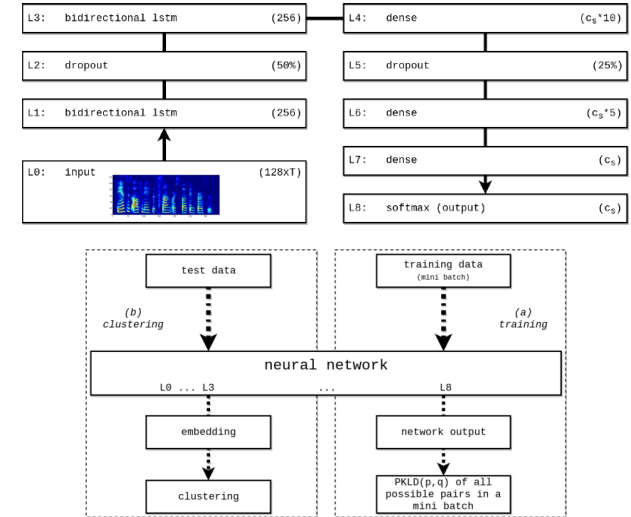 L3: bidirectional lstm (256)
L2: dropout (50%)
L1: bidirectional lstm (256)
L0: input (128xT)
L4: dense (cₛ*10)
L5: dropout (25%)
L6: dense (cₛ*5)
L7: dense (cₛ)
L8: softmax (output) (cₛ)
test data
(b)
clustering
training data
(mini batch)
(a)
training
neural network
L0 ... L3 ... L8
embedding
clustering
network output
PKLD(p,q) of all
possible pairs in a
mini batch